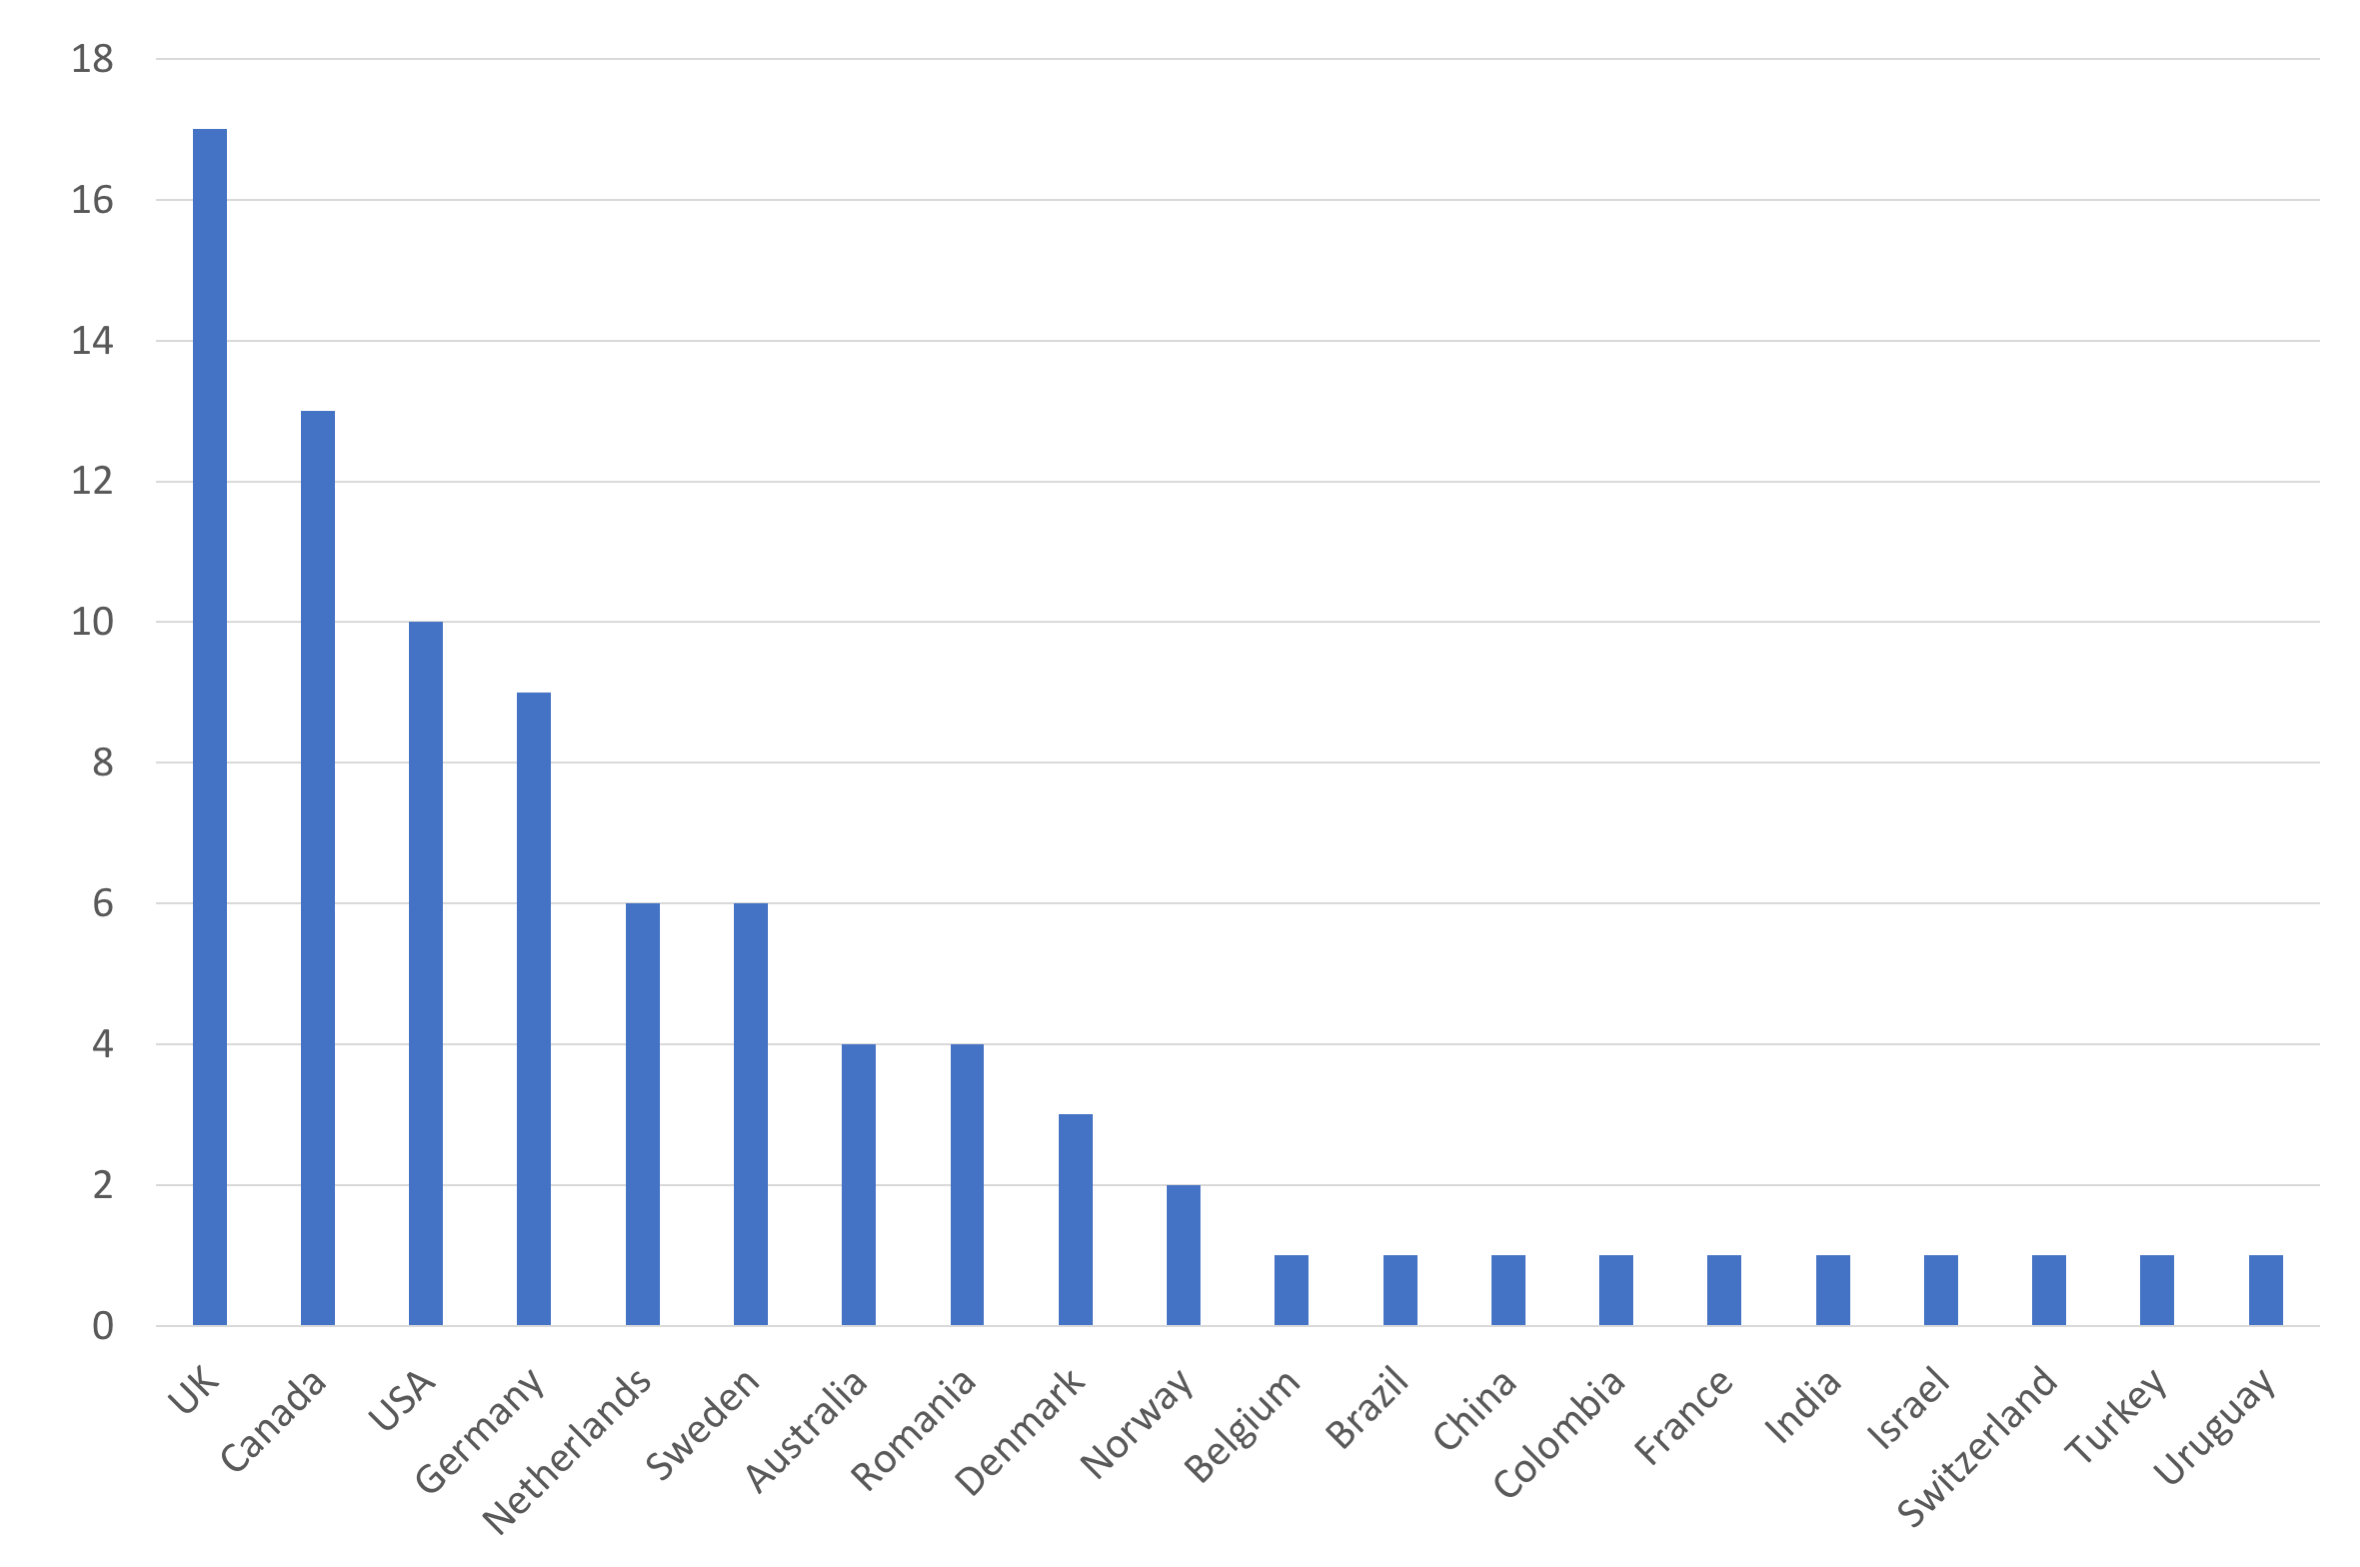 18
16
14
12
10
8
6
4
2
0
UK
Canada
USA
Germany
Netherlands
Sweden
Australia
Romania
Denmark
Norway
Belgium
Brazil
China
Colombia
France
India
Israel
Switzerland
Turkey
Uruguay